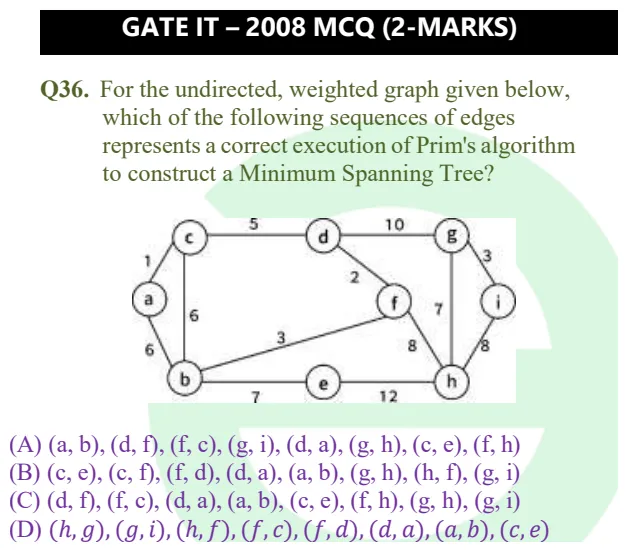 GATE IT – 2008 MCQ (2-MARKS)
Q36. For the undirected, weighted graph given below,
which of the following sequences of edges
represents a correct execution of Prim's algorithm
to construct a Minimum Spanning Tree?
c 5 d 10 g
1 3
2
a 6 f 7 i
6 3 8 8
b 7 e 12 h
(A) (a, b), (d, f), (f, c), (g, i), (d, a), (g, h), (c, e), (f, h)
(B) (c, e), (c, f), (f, d), (d, a), (a, b), (g, h), (h, f), (g, i)
(C) (d, f), (f, c), (d, a), (a, b), (c, e), (f, h), (g, h), (g, i)
(D) (h, g), (g, i), (h, f), (f, c), (f, d), (d, a), (a, b), (c, e)